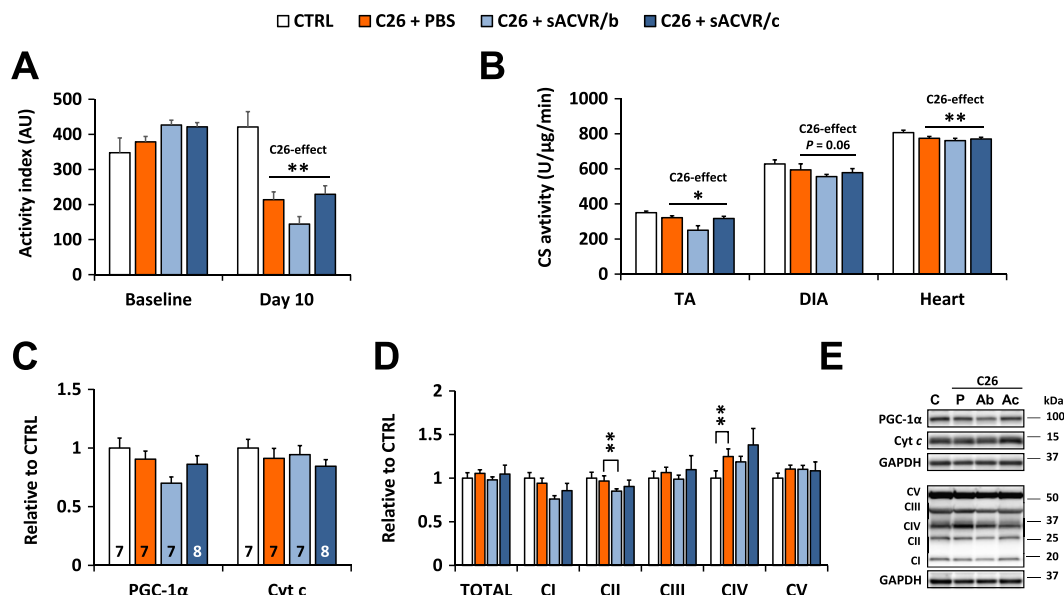 CTRL C26 + PBS C26 + sACVR/b C26 + sACVR/c
A
Activity index (AU)
500
400
300
200
100
0
C26-effect
**
Baseline Day 10
B
CS avtivity (U/µg/min)
1000
800
600
400
200
0
C26-effect
*
C26-effect
P = 0.06
C26-effect
**
TA DIA Heart
C
Relative to CTRL
1.5
1
0.5
0
7 7 7 8 7 7 7 8
PGC-1α Cyt c
D
Relative to CTRL
2
1.5
1
0.5
0
**
**
TOTAL CI CII CIII CIV CV
E
C26
C P Ab Ac kDa
PGC-1α 100
Cyt c 15
GAPDH 37
CV 50
CIII
CIV 37
CII 25
CI 20
GAPDH 37